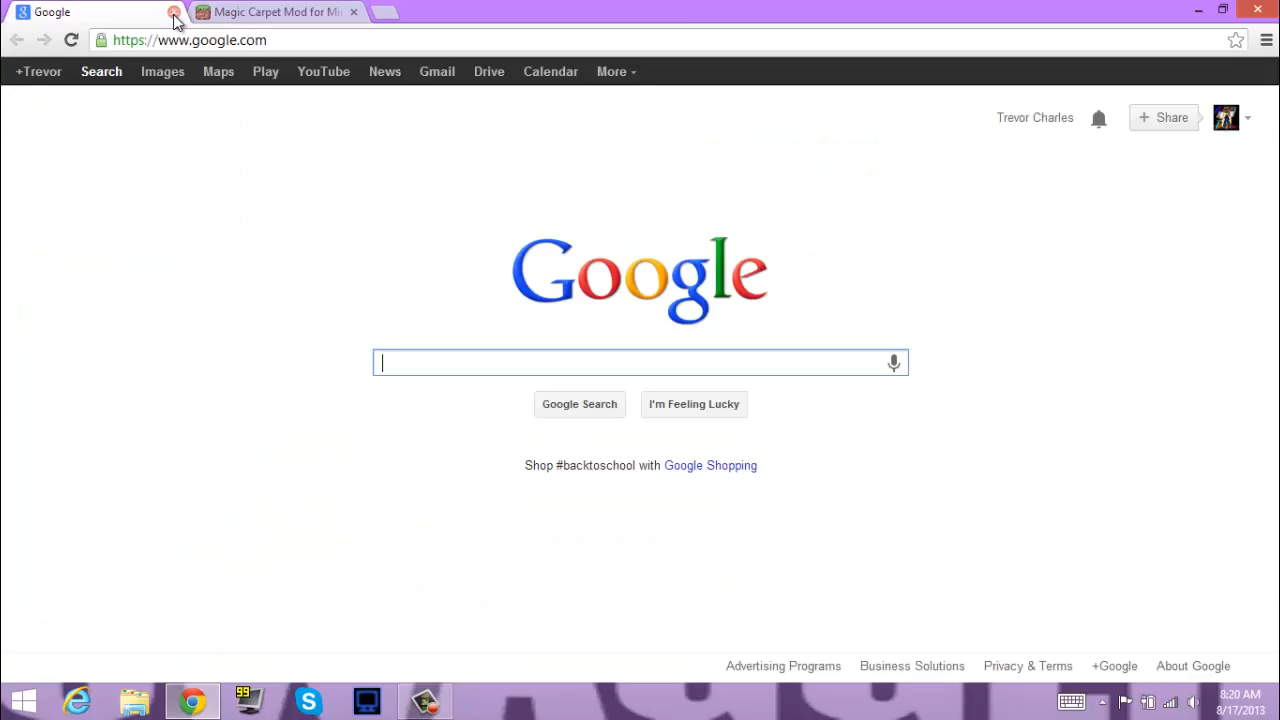 Google
Magic Carpet Mod for Mi
https://www.google.com
+Trevor Search Images Maps Play YouTube News Gmail Drive Calendar More
Trevor Charles
+ Share
Google
Google Search
I'm Feeling Lucky
Shop #backtoschool with Google Shopping
Advertising Programs Business Solutions Privacy & Terms +Google About Google
99
8:20 AM
8/17/2013